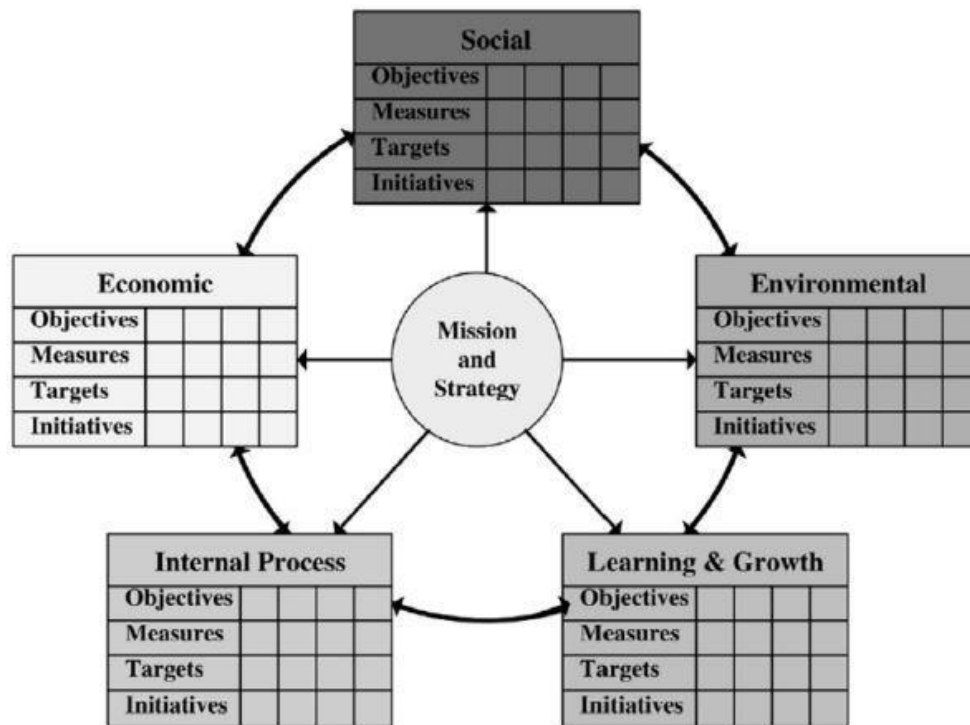 Social
Objectives
Measures
Targets
Initiatives
Economic
Objectives
Measures
Targets
Initiatives
Mission
and
Strategy
Environmental
Objectives
Measures
Targets
Initiatives
Internal Process
Objectives
Measures
Targets
Initiatives
Learning & Growth
Objectives
Measures
Targets
Initiatives